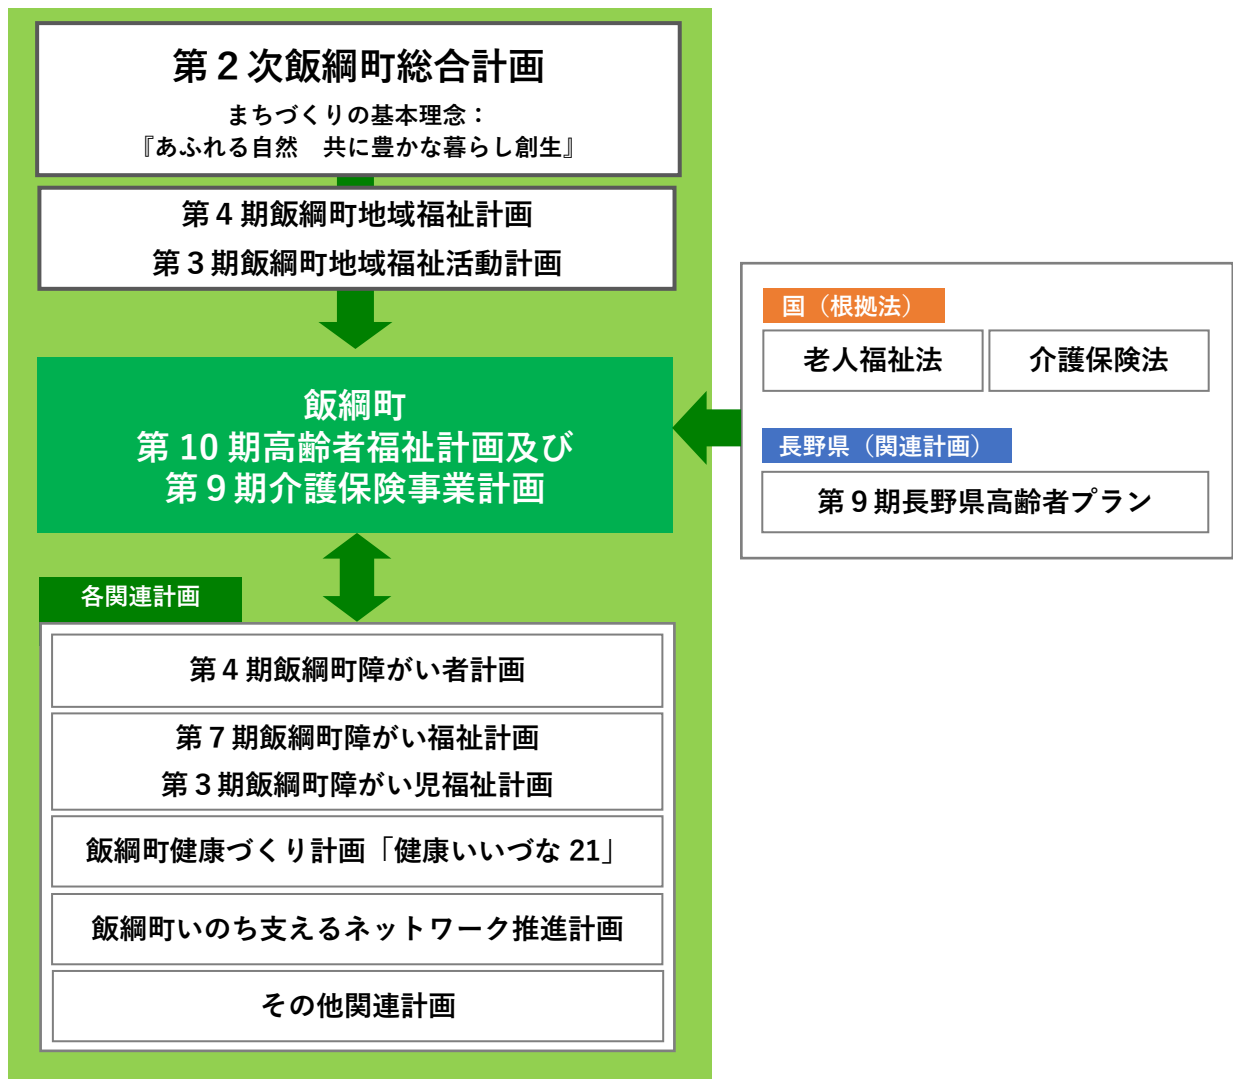 第２次飯綱町総合計画
まちづくりの基本理念：
『あふれる自然　共に豊かな暮らし創生』
第４期飯綱町地域福祉計画
第３期飯綱町地域福祉活動計画
飯綱町
第 10 期高齢者福祉計画及び
第９期介護保険事業計画
国（根拠法）
老人福祉法
介護保険法
長野県（関連計画）
第９期長野県高齢者プラン
各関連計画
第４期飯綱町障がい者計画
第７期飯綱町障がい福祉計画
第３期飯綱町障がい児福祉計画
飯綱町健康づくり計画「健康いいづな 21」
飯綱町いのち支えるネットワーク推進計画
その他関連計画